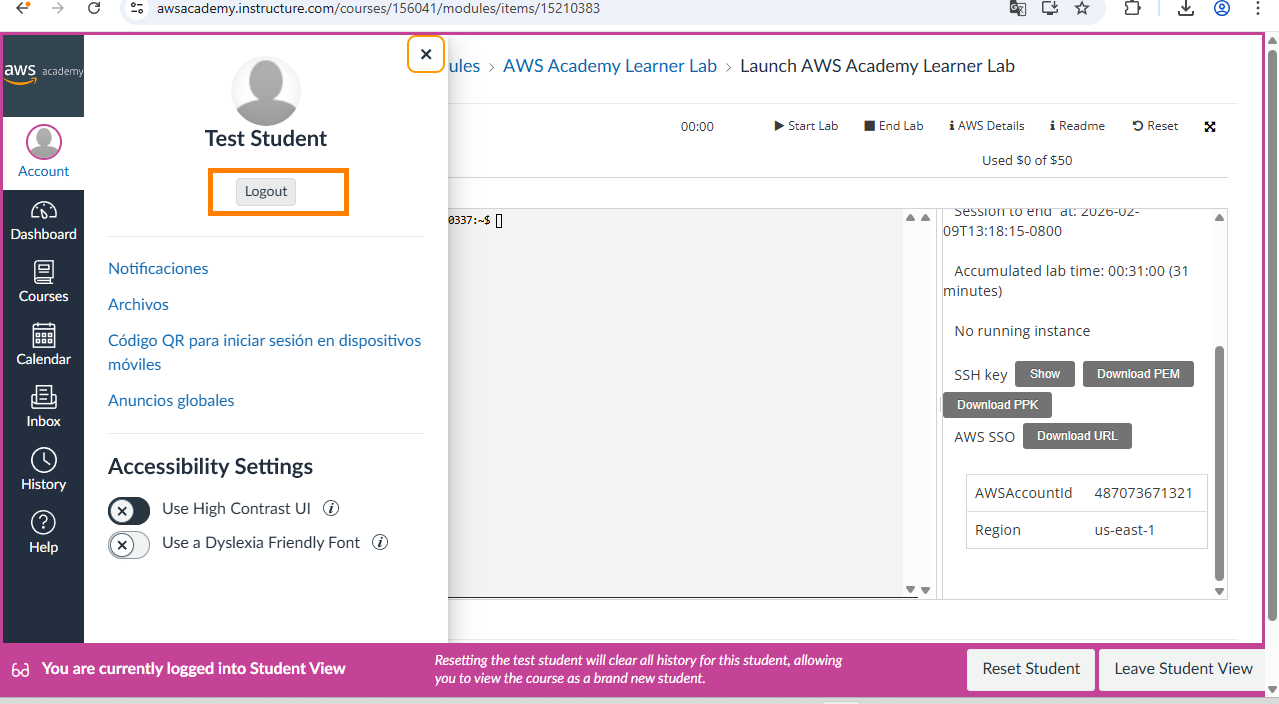 awsacademy.instructure.com/courses/156041/modules/items/15210383
aws academy
Account
Dashboard
Courses
Calendar
Inbox
History
Help
Test Student
Logout
Notificaciones
Archivos
Código QR para iniciar sesión en dispositivos
móviles
Anuncios globales
Accessibility Settings
Use High Contrast UI
Use a Dyslexia Friendly Font
ules > AWS Academy Learner Lab > Launch AWS Academy Learner Lab
00:00 Start Lab End Lab AWS Details Readme Reset
Used $0 of $50
0337:~$
Session to end at: 2026-02-
09T13:18:15-0800
Accumulated lab time: 00:31:00 (31
minutes)
No running instance
SSH key Show Download PEM
Download PPK
AWS SSO Download URL
AWSAccountId 487073671321
Region us-east-1
You are currently logged into Student View
Resetting the test student will clear all history for this student, allowing
you to view the course as a brand new student.
Reset Student
Leave Student View